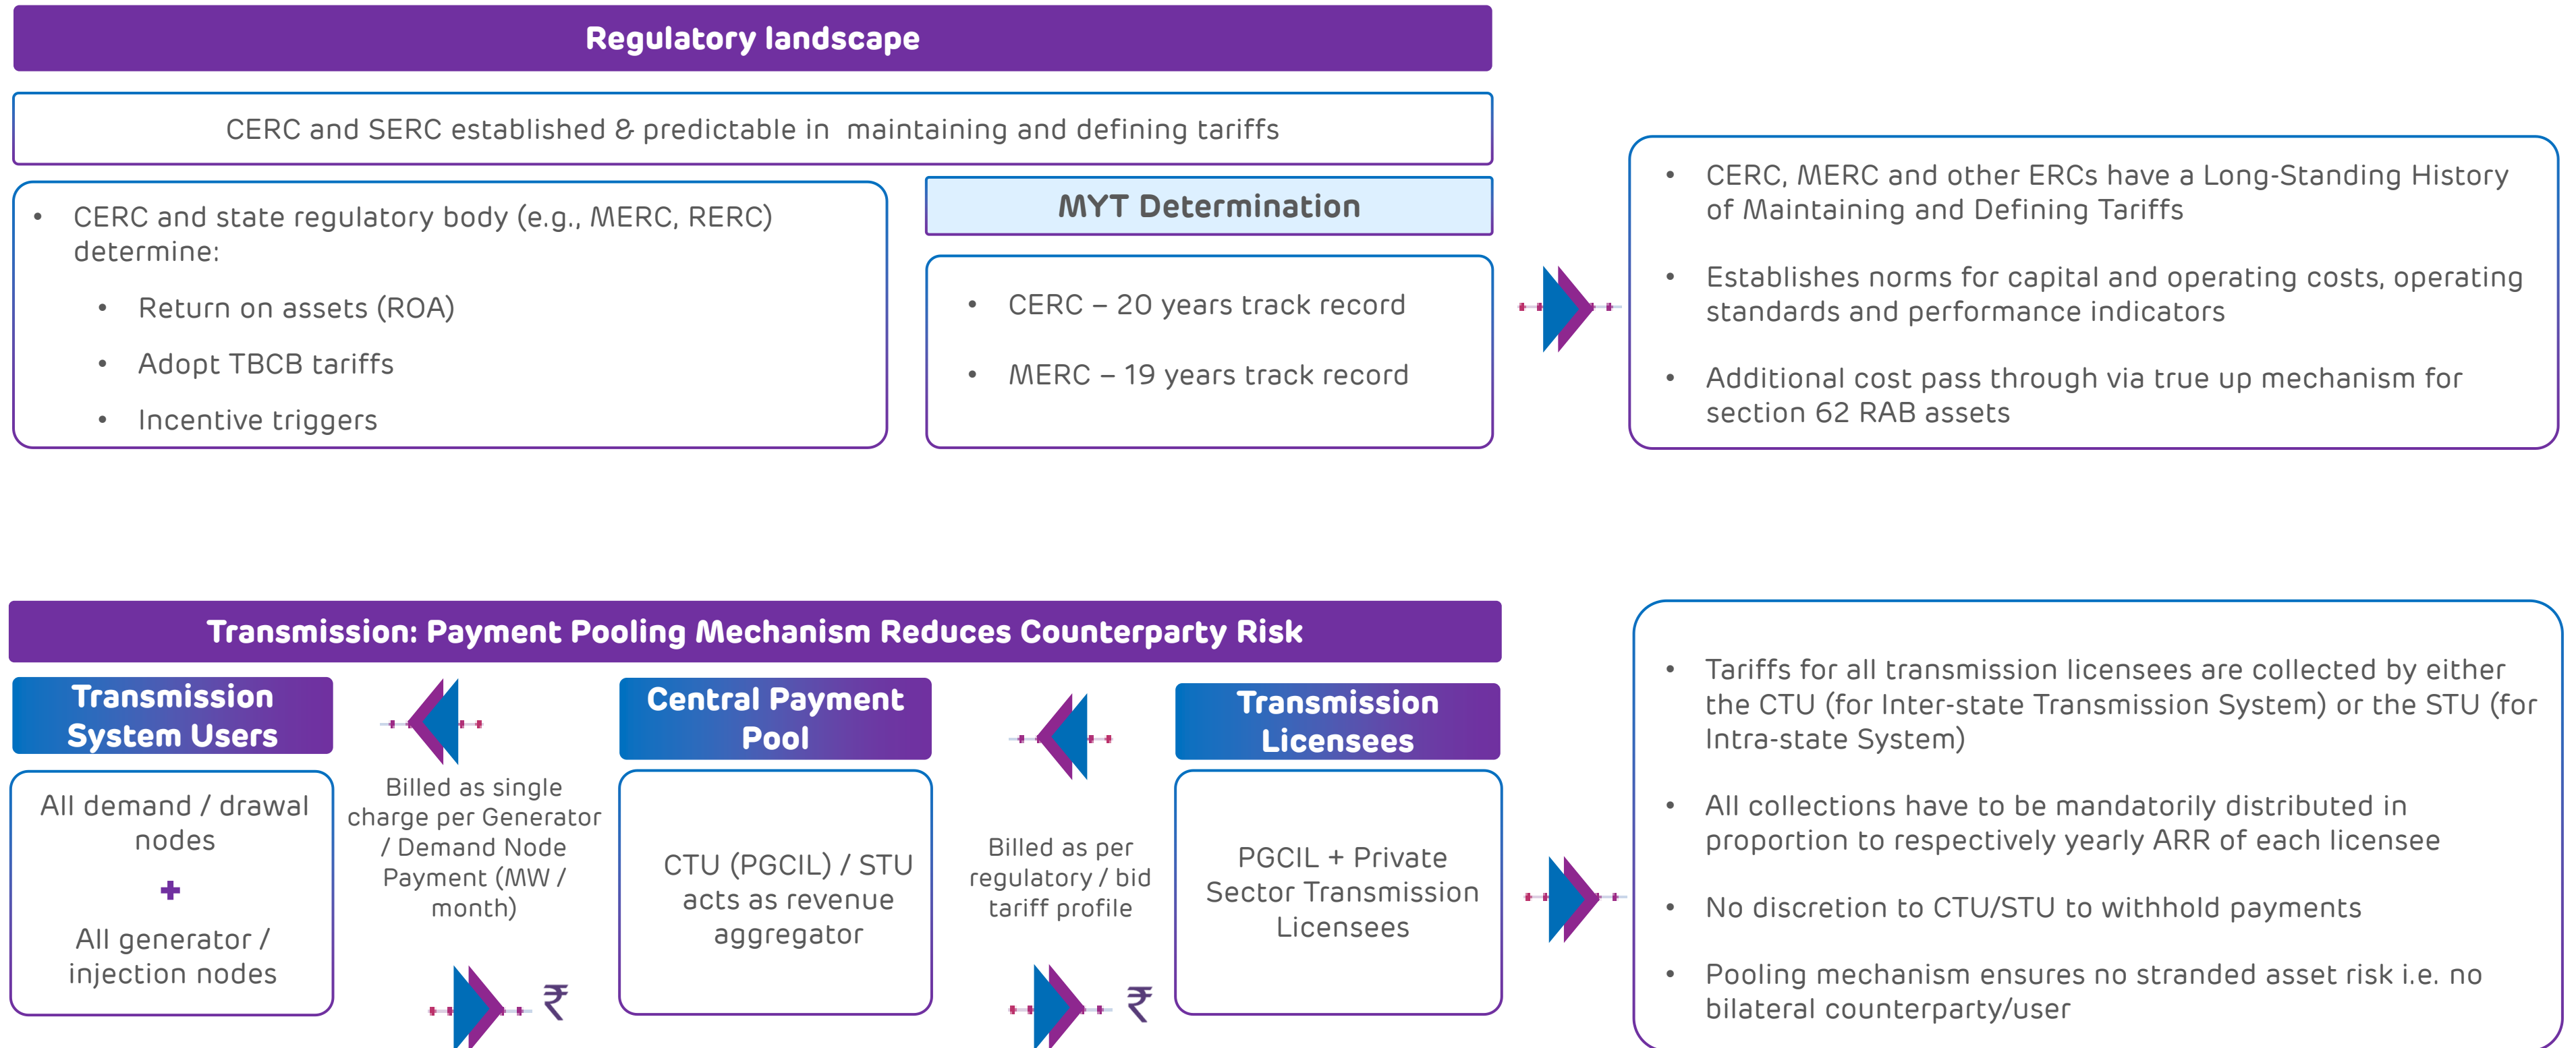 Regulatory landscape
CERC and SERC established & predictable in maintaining and defining tariffs
• CERC and state regulatory body (e.g., MERC, RERC)
determine:
• Return on assets (ROA)
• Adopt TBCB tariffs
• Incentive triggers
MYT Determination
• CERC – 20 years track record
• MERC – 19 years track record
• CERC, MERC and other ERCs have a Long-Standing History
of Maintaining and Defining Tariffs
• Establishes norms for capital and operating costs, operating
standards and performance indicators
• Additional cost pass through via true up mechanism for
section 62 RAB assets
Transmission: Payment Pooling Mechanism Reduces Counterparty Risk
Transmission
System Users
All demand / drawal
nodes
+
All generator /
injection nodes
Billed as single
charge per Generator
/ Demand Node
Payment (MW /
month)
₹
Central Payment
Pool
CTU (PGCIL) / STU
acts as revenue
aggregator
Billed as per
regulatory / bid
tariff profile
₹
Transmission
Licensees
PGCIL + Private
Sector Transmission
Licensees
• Tariffs for all transmission licensees are collected by either
the CTU (for Inter-state Transmission System) or the STU (for
Intra-state System)
• All collections have to be mandatorily distributed in
proportion to respectively yearly ARR of each licensee
• No discretion to CTU/STU to withhold payments
• Pooling mechanism ensures no stranded asset risk i.e. no
bilateral counterparty/user